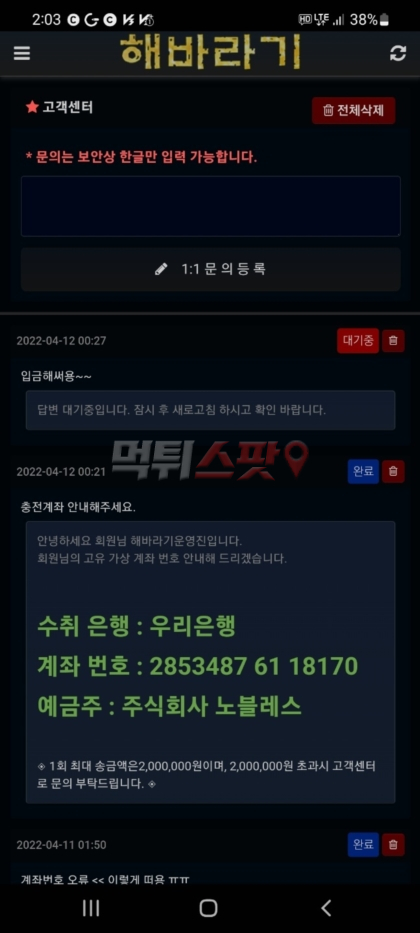 2:03
HD LTE 38%
해바라기
고객센터
전체삭제
* 문의는 보안상 한글만 입력 가능합니다.
1:1 문 의 등 록
2022-04-12 00:27
대기중
입금해써용~~
답변 대기중입니다. 잠시 후 새로고침 하시고 확인 바랍니다.
먹튀스팟
2022-04-12 00:21
완료
충전계좌 안내해주세요.
안녕하세요 회원님 해바라기운영진입니다.
회원님의 고유 가상 계좌 번호 안내해 드리겠습니다.
수취 은행 : 우리은행
계좌 번호 : 2853487 61 18170
예금주 : 주식회사 노블레스
◈ 1회 최대 송금액은2,000,000원이며, 2,000,000원 초과시 고객센터
로 문의 부탁드립니다. ◈
2022-04-11 01:50
완료
계좌번호 오류 << 이렇게 떠용 ㅠㅠ